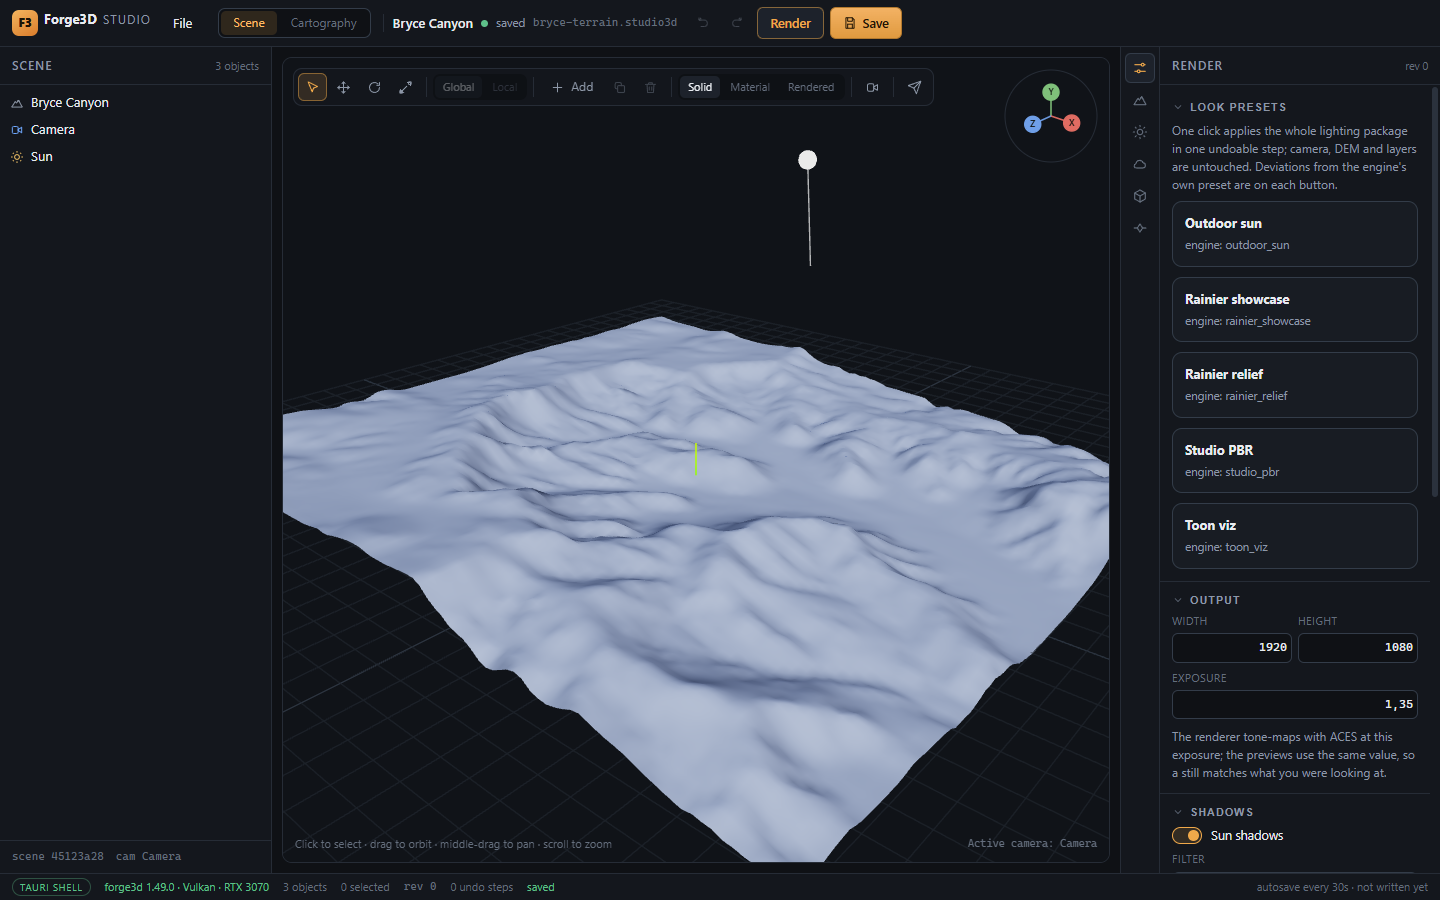 F3 Forge3D STUDIO File Scene Cartography Bryce Canyon saved bryce-terrain.studio3d Render Save
SCENE 3 objects
Bryce Canyon
Camera
Sun
scene 45123a28 cam Camera
Global Local Add Solid Material Rendered
Y
Z X
Click to select · drag to orbit · middle-drag to pan · scroll to zoom
Active camera: Camera
RENDER rev 0
LOOK PRESETS
One click applies the whole lighting package
in one undoable step; camera, DEM and layers
are untouched. Deviations from the engine's
own preset are on each button.
Outdoor sun
engine: outdoor_sun
Rainier showcase
engine: rainier_showcase
Rainier relief
engine: rainier_relief
Studio PBR
engine: studio_pbr
Toon viz
engine: toon_viz
OUTPUT
WIDTH HEIGHT
1920 1080
EXPOSURE
1,35
The renderer tone-maps with ACES at this
exposure; the previews use the same value, so
a still matches what you were looking at.
SHADOWS
Sun shadows
FILTER
TAURI SHELL forge3d 1.49.0 · Vulkan · RTX 3070 3 objects 0 selected rev 0 0 undo steps saved autosave every 30s · not written yet